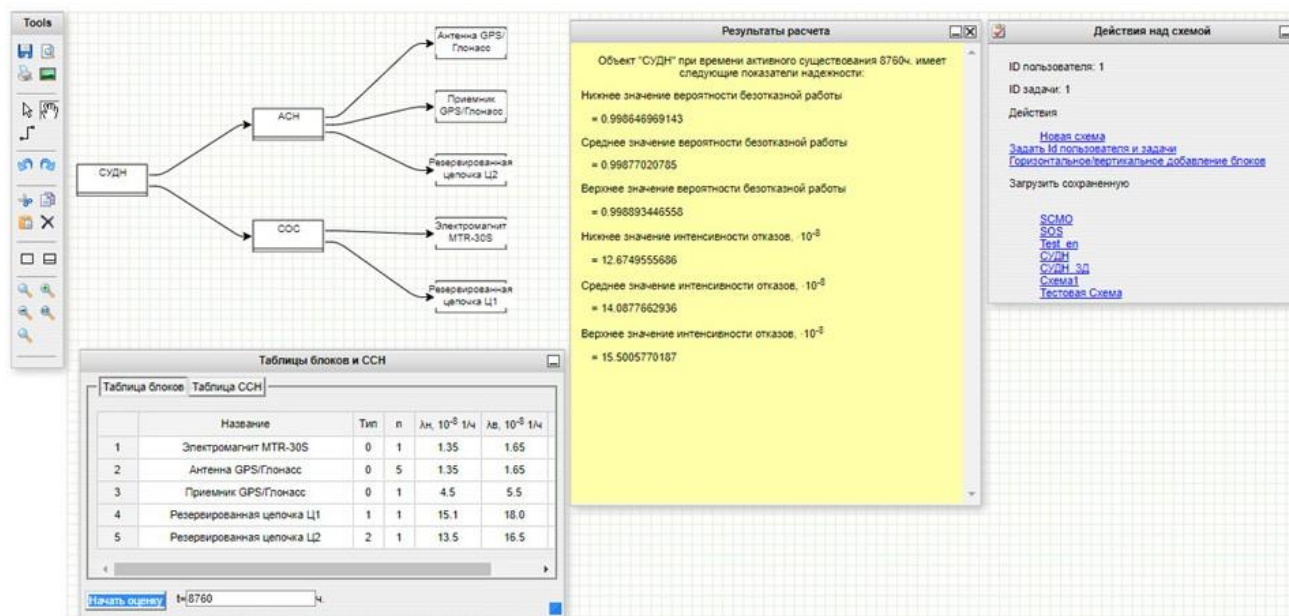 Tools
СУДН
АСН
СОС
Антенна GPS/
Глонасс
Приемник
GPS/Глонасс
Резервированная
цепочка Ц2
Электромагнит
MTR-30S
Резервированная
цепочка Ц1
Результаты расчета
Объект "СУДН" при времени активного существования 8760ч. имеет
следующие показатели надежности:
Нижнее значение вероятности безотказной работы
= 0.998646969143
Среднее значение вероятности безотказной работы
= 0.99877020785
Верхнее значение вероятности безотказной работы
= 0.998893446558
Нижнее значение интенсивности отказов, ·10⁻⁸
= 12.6749555686
Среднее значение интенсивности отказов, ·10⁻⁸
= 14.0877662936
Верхнее значение интенсивности отказов, ·10⁻⁸
= 15.5005770187
Действия над схемой
ID пользователя: 1
ID задачи: 1
Действия
Новая схема
Задать Id пользователя и задачи
Горизонтальное/вертикальное добавление блоков
Загрузить сохраненную
SCMO
SOS
Test_en
СУДН
СУДН_ЗД
Схема1
Тестовая Схема
Таблицы блоков и ССН
Таблица блоков Таблица ССН
Название Тип n λн, 10⁻⁸ 1/ч λв, 10⁻⁸ 1/ч
1 Электромагнит MTR-30S 0 1 1.35 1.65
2 Антенна GPS/Глонасс 0 5 1.35 1.65
3 Приемник GPS/Глонасс 0 1 4.5 5.5
4 Резервированная цепочка Ц1 1 1 15.1 18.0
5 Резервированная цепочка Ц2 2 1 13.5 16.5
Начать оценку t=8760 ч.